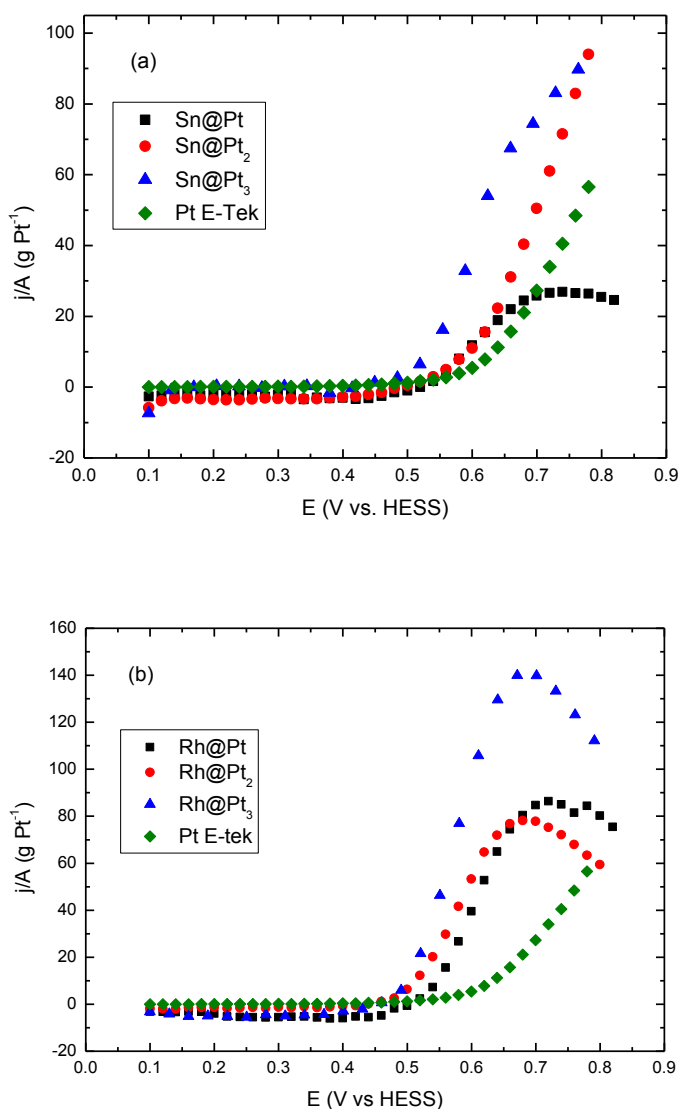 (a)
Sn@Pt
Sn@Pt₂
Sn@Pt₃
Pt E-Tek
j/A (g Pt⁻¹)
100
80
60
40
20
0
-20
0.0 0.1 0.2 0.3 0.4 0.5 0.6 0.7 0.8 0.9
E (V vs. HESS)
(b)
Rh@Pt
Rh@Pt₂
Rh@Pt₃
Pt E-tek
j/A (g Pt⁻¹)
160
140
120
100
80
60
40
20
0
-20
0.0 0.1 0.2 0.3 0.4 0.5 0.6 0.7 0.8 0.9
E (V vs HESS)